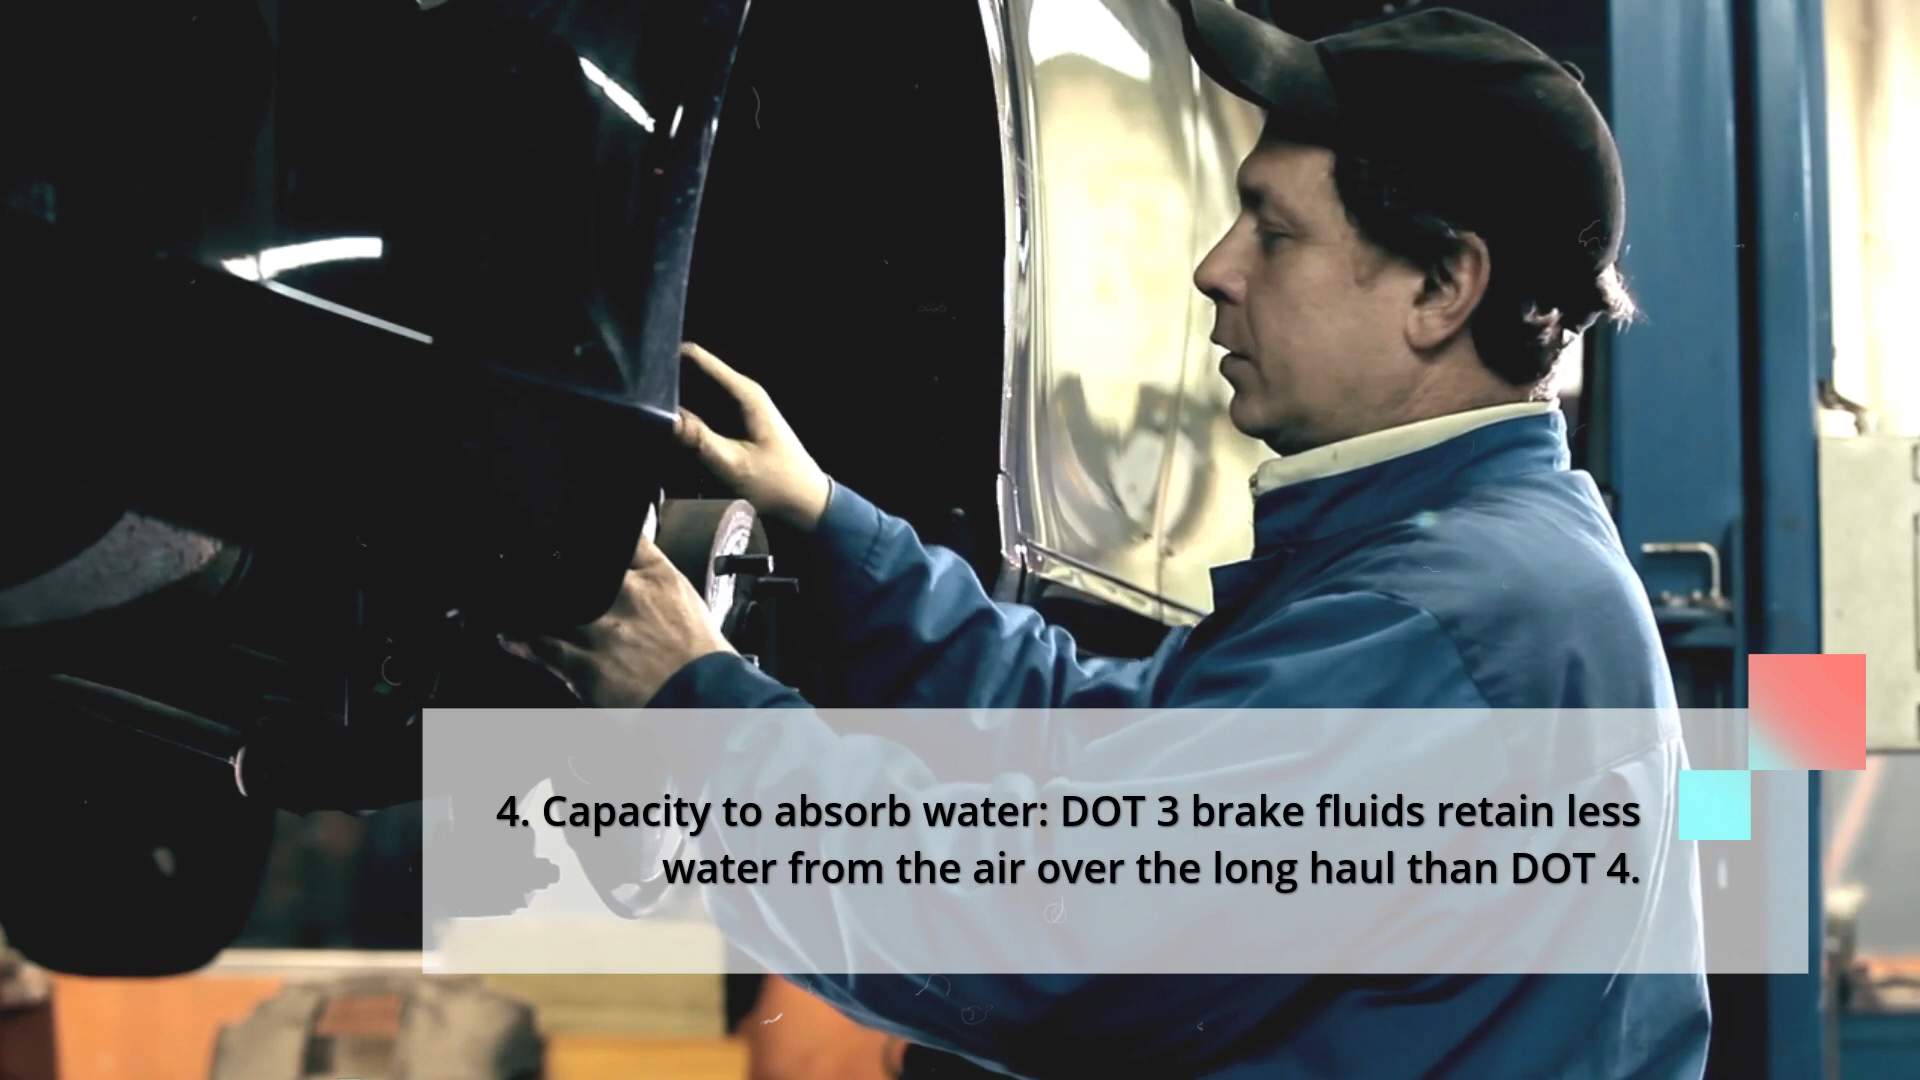 4. Capacity to absorb water: DOT 3 brake fluids retain less
water from the air over the long haul than DOT 4.